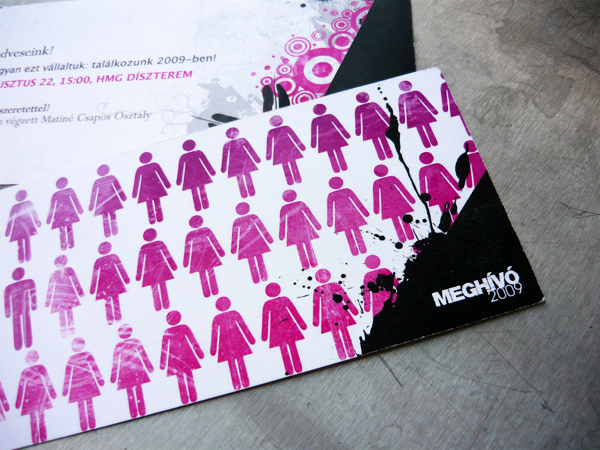 dveseink!
gyan ezt vállaltuk: találkozunk 2009-ben!
USZTUS 22, 15:00, HMG DÍSZTEREM
szeretettel!
végzett Matiné Csapos Osztály
MEGHÍVÓ
2009